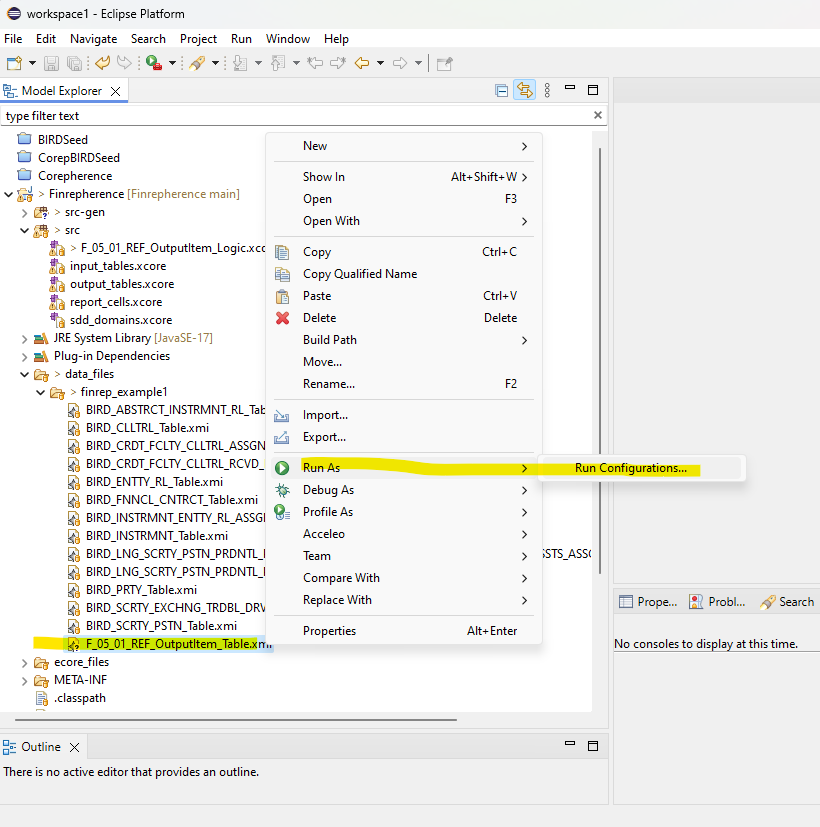 workspace1 - Eclipse Platform
File Edit Navigate Search Project Run Window Help
Model Explorer
type filter text
BIRDSeed
CorepBIRDSeed
Corepherence
> Finrepherence [Finrepherence main]
> src-gen
> src
> F_05_01_REF_OutputItem_Logic.xco
input_tables.xcore
output_tables.xcore
report_cells.xcore
sdd_domains.xcore
JRE System Library [JavaSE-17]
Plug-in Dependencies
> data_files
> finrep_example1
BIRD_ABSTRCT_INSTRMNT_RL_Tab
BIRD_CLLTRL_Table.xmi
BIRD_CRDT_FCLTY_CLLTRL_ASSGN
BIRD_CRDT_FCLTY_CLLTRL_RCVD_
BIRD_ENTTY_RL_Table.xmi
BIRD_FNNCL_CNTRCT_Table.xmi
BIRD_INSTRMNT_ENTTY_RL_ASSG
BIRD_INSTRMNT_Table.xmi
BIRD_LNG_SCRTY_PSTN_PRDNTL_
SSTS_ASSO
BIRD_LNG_SCRTY_PSTN_PRDNTL_
BIRD_PRTY_Table.xmi
BIRD_SCRTY_EXCHNG_TRDBL_DRV
BIRD_SCRTY_PSTN_Table.xmi
F_05_01_REF_OutputItem_Table.xmi
ecore_files
META-INF
.classpath
New
Show In Alt+Shift+W
Open F3
Open With
Copy Ctrl+C
Copy Qualified Name
Paste Ctrl+V
Delete Delete
Build Path
Move...
Rename... F2
Import...
Export...
Run As
Run Configurations...
Debug As
Profile As
Acceleo
Team
Compare With
Replace With
Properties Alt+Enter
Prope... Probl... Search
No consoles to display at this time.
Outline
There is no active editor that provides an outline.